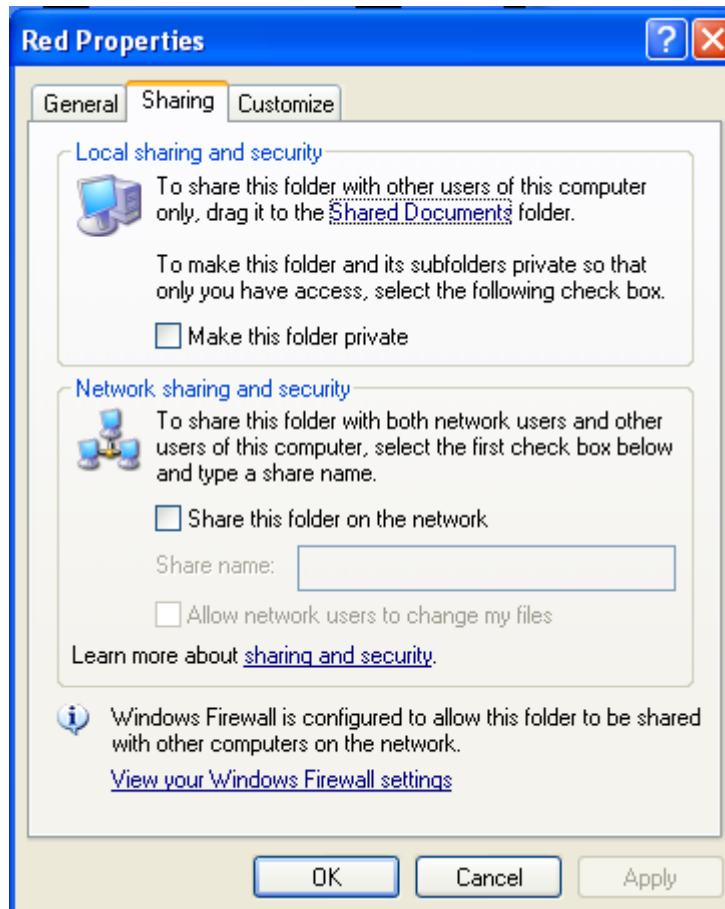 Red Properties
General
Sharing
Customize
Local sharing and security
To share this folder with other users of this computer
only, drag it to the Shared Documents folder.
To make this folder and its subfolders private so that
only you have access, select the following check box.
Make this folder private
Network sharing and security
To share this folder with both network users and other
users of this computer, select the first check box below
and type a share name.
Share this folder on the network
Share name:
Allow network users to change my files
Learn more about sharing and security.
Windows Firewall is configured to allow this folder to be shared
with other computers on the network.
View your Windows Firewall settings
OK
Cancel
Apply